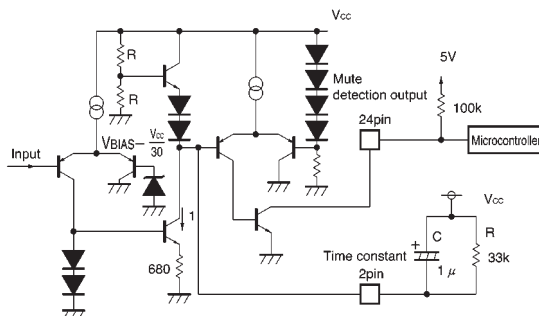 Vcc
R
R
Mute
detection output
5V
100k
24pin
Microcontroller
VBIAS− Vcc/30
Input
1
680
Time constant
2pin
Vcc
+
C
1 μ
R
33k